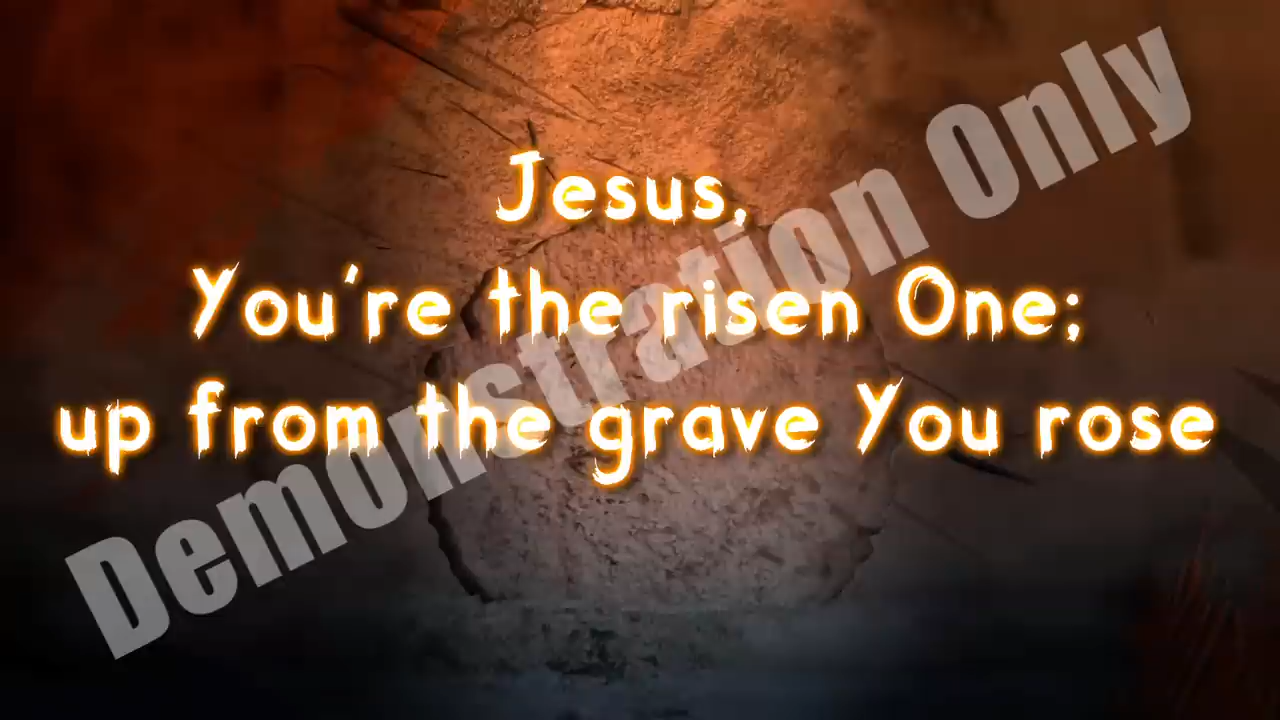 Jesus,
You're the risen One;
up from the grave You rose
Demonstration Only